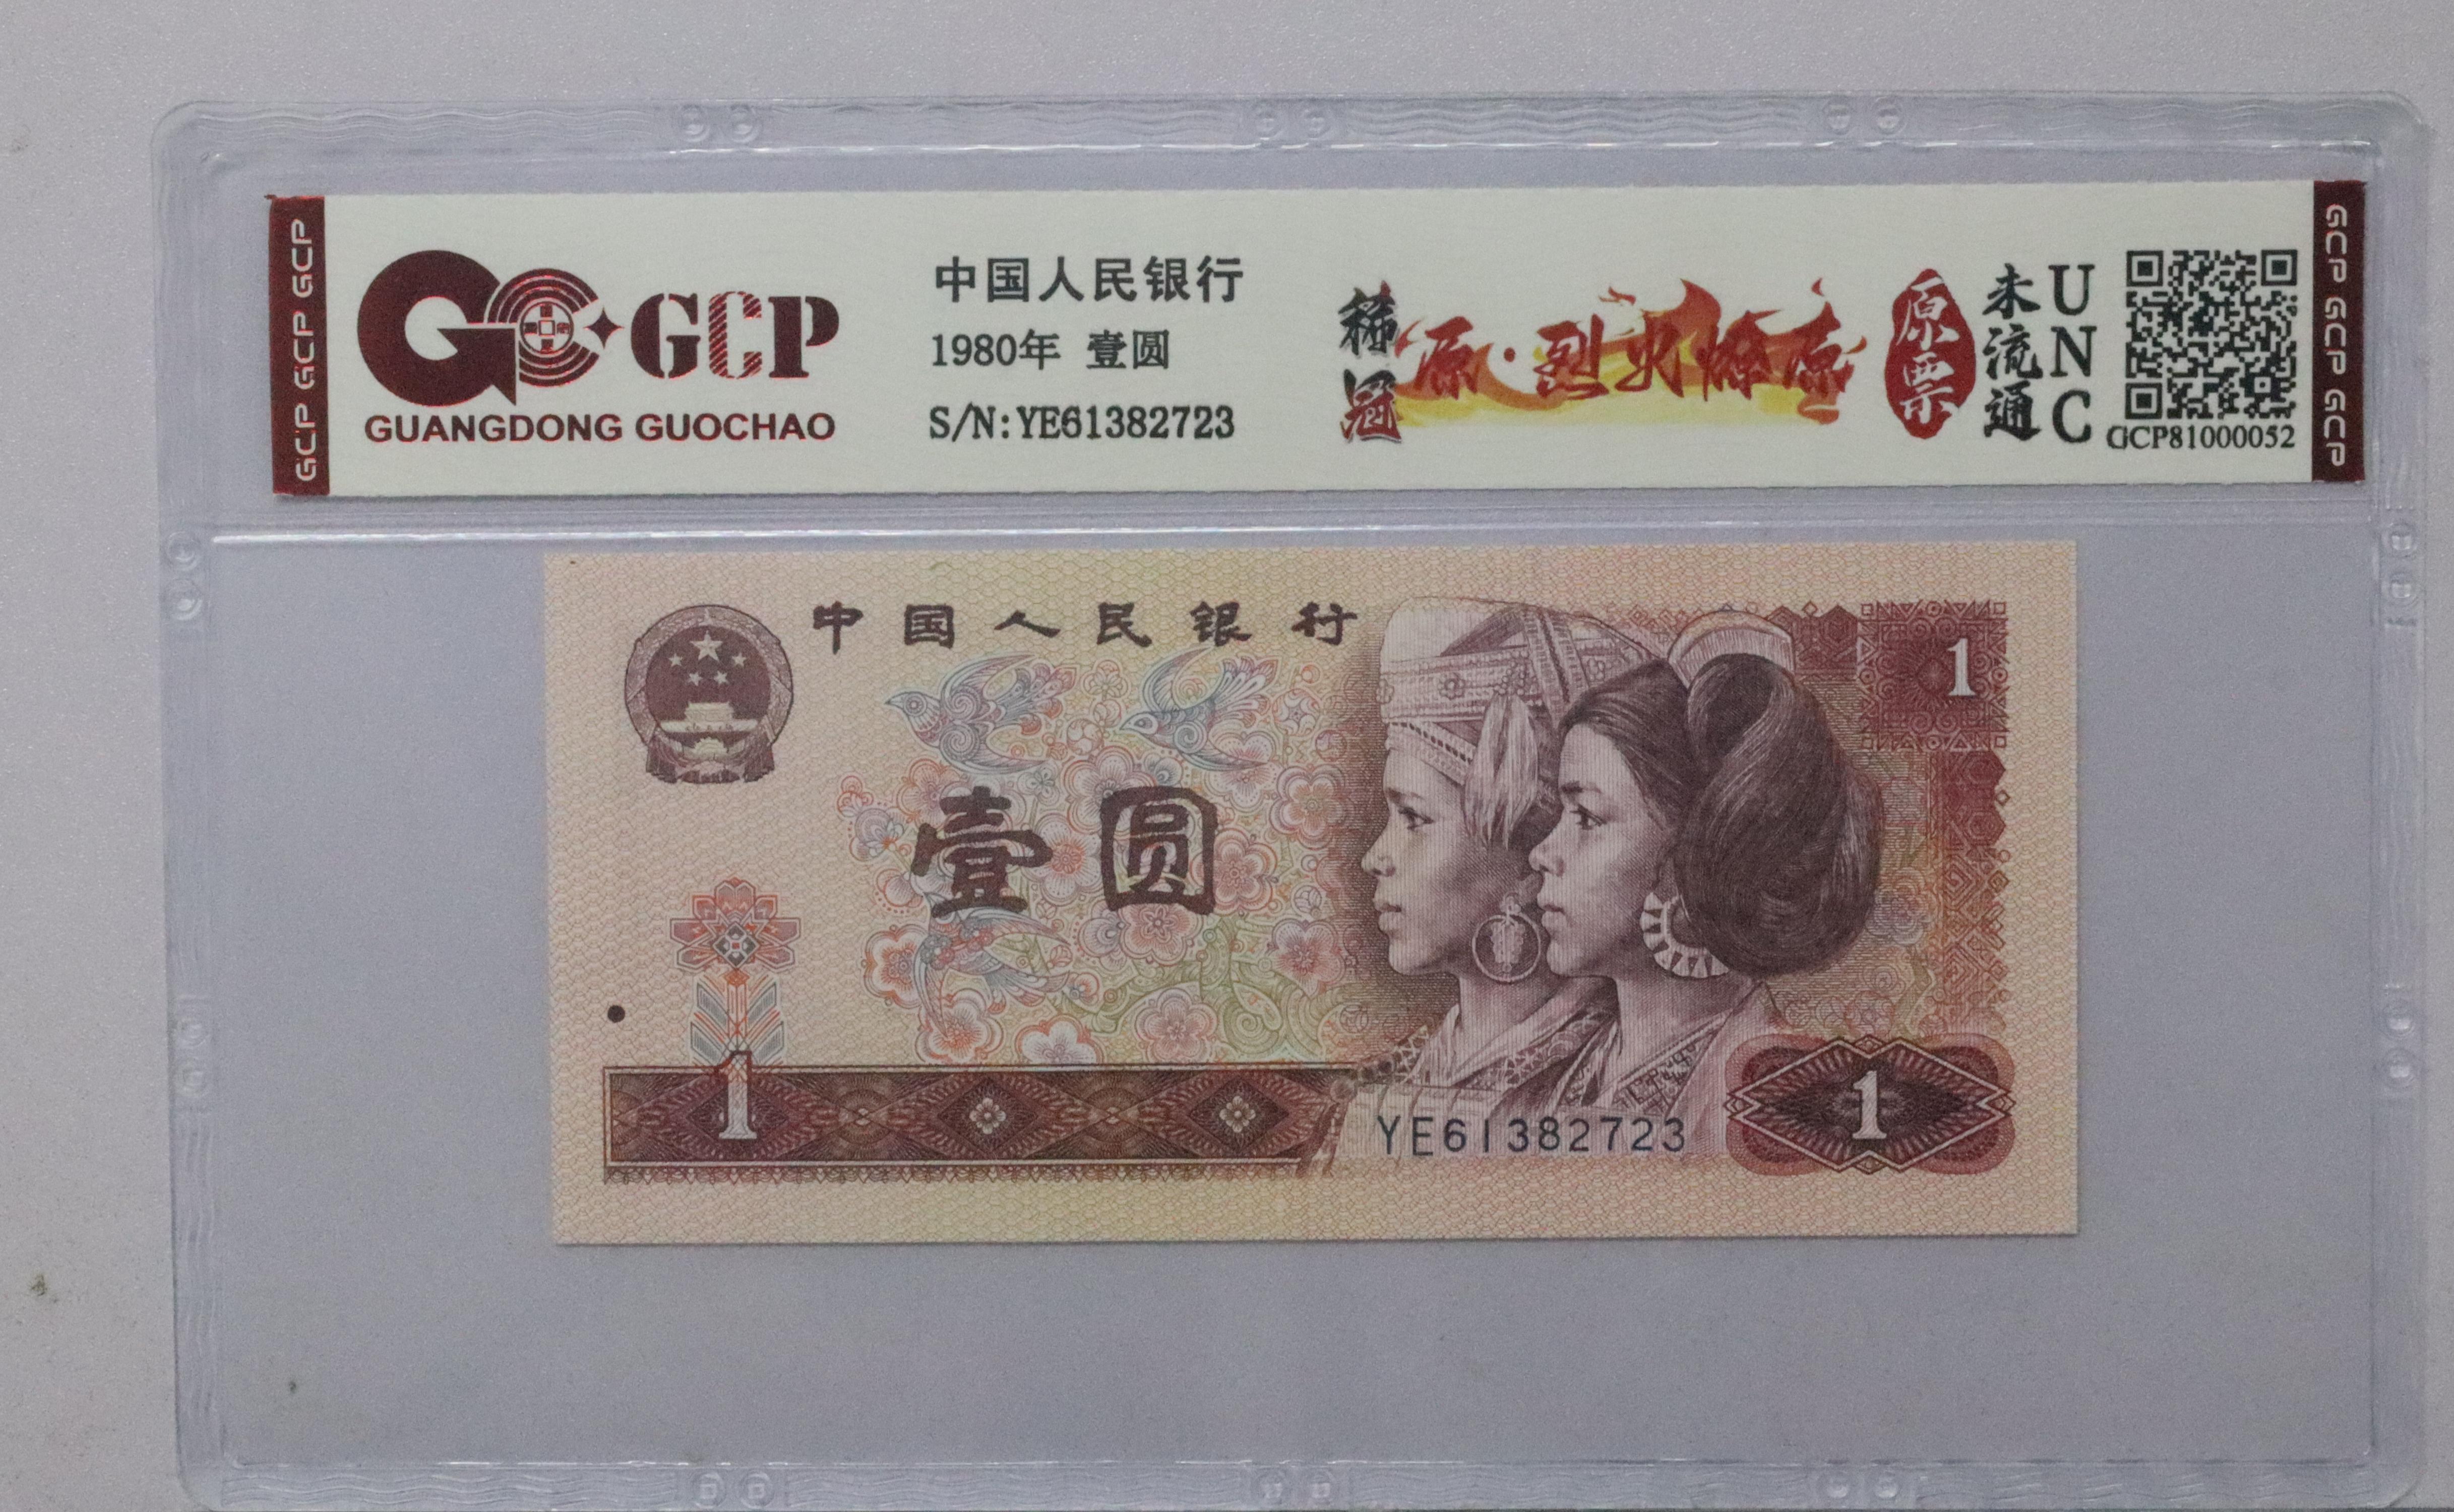 GCP GCP GCP
GCP
GUANGDONG GUOCHAO
中国人民银行
1980年 壹圆
S/N:YE61382723
稀冠
原·烈火燎原
原票
未流通
UNC
GCP81000052
GCP GCP GCP
中国人民银行
1
壹圆
1
YE61382723
1